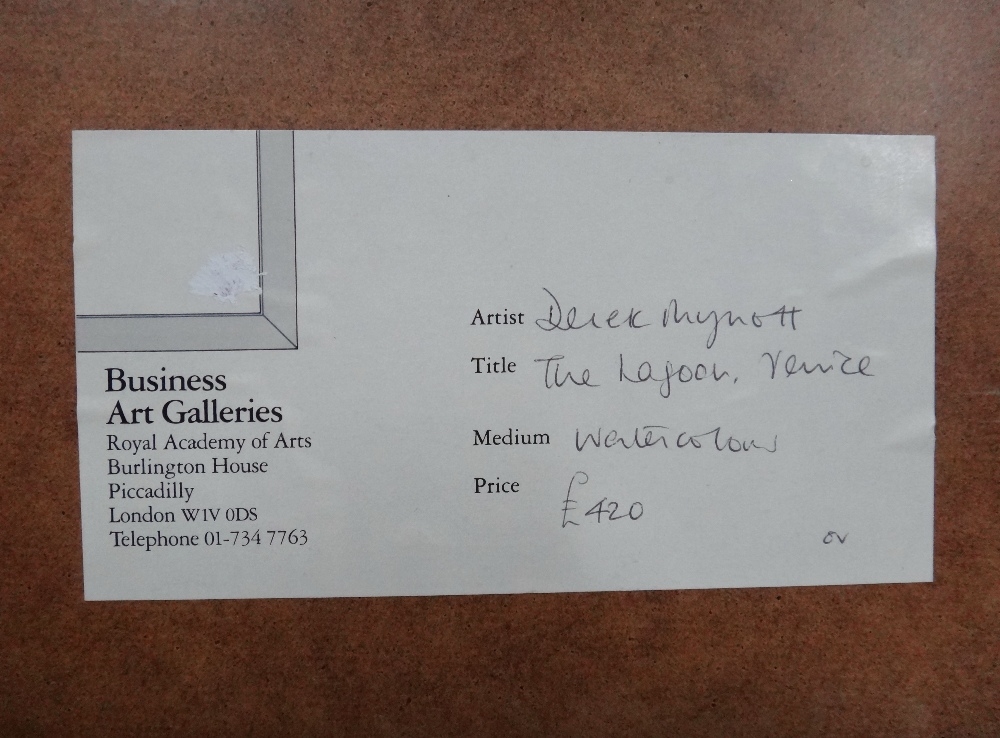 Business
Art Galleries
Royal Academy of Arts
Burlington House
Piccadilly
London W1V 0DS
Telephone 01-734 7763
Artist Derek Mynott
Title The Lagoon, Venice
Medium Watercolour
Price £420